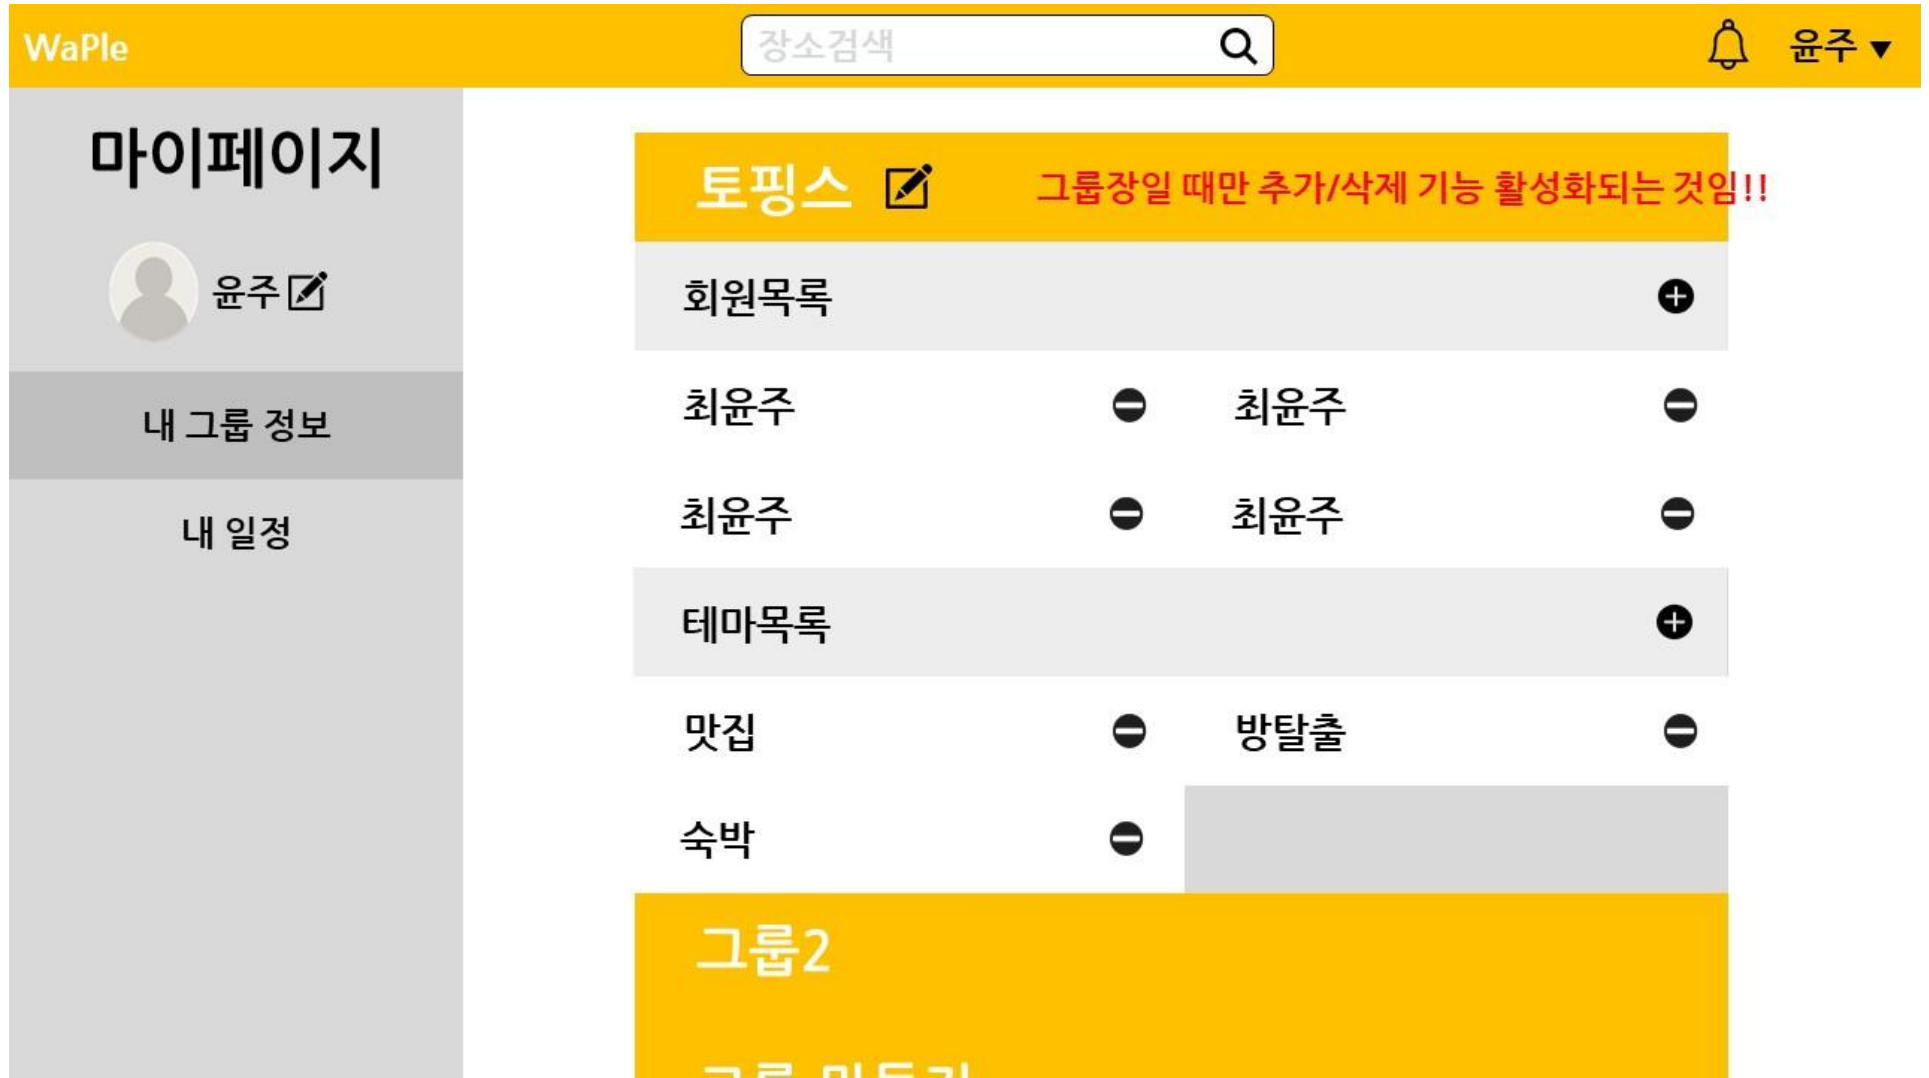 WaPle
장소검색
윤주▼
마이페이지
윤주
내 그룹 정보
내 일정
토핑스
그룹장일 때만 추가/삭제 기능 활성화되는 것임!!
회원목록
최윤주 최윤주
최윤주 최윤주
테마목록
맛집 방탈출
숙박
그룹2